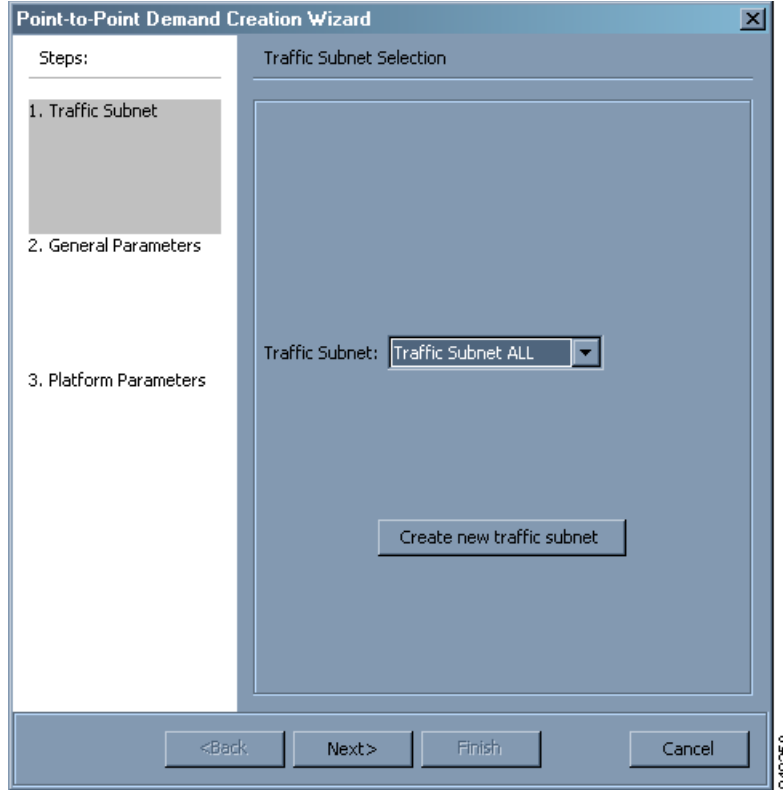 Point-to-Point Demand Creation Wizard
Steps:
Traffic Subnet Selection
1. Traffic Subnet
2. General Parameters
Traffic Subnet:
Traffic Subnet ALL
3. Platform Parameters
Create new traffic subnet
<Back
Next>
Finish
Cancel